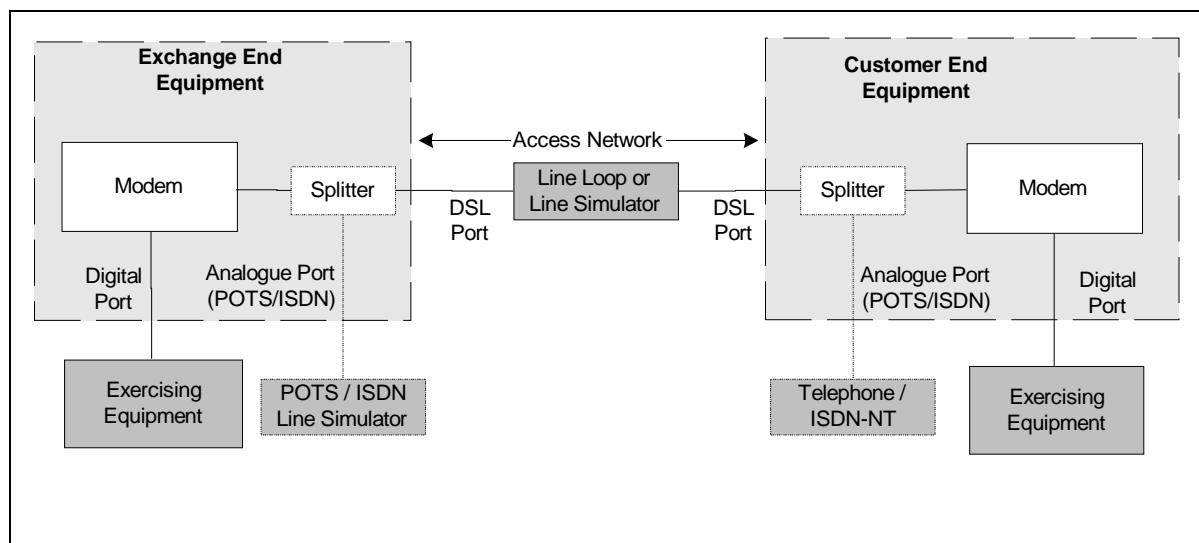 Exchange End
Equipment
Customer End
Equipment
Access Network
Modem
Splitter
Line Loop or
Line Simulator
Splitter
Modem
DSL
Port
DSL
Port
Digital
Port
Analogue Port
(POTS/ISDN)
Analogue Port
(POTS/ISDN)
Digital
Port
Exercising
Equipment
POTS / ISDN
Line Simulator
Telephone /
ISDN-NT
Exercising
Equipment